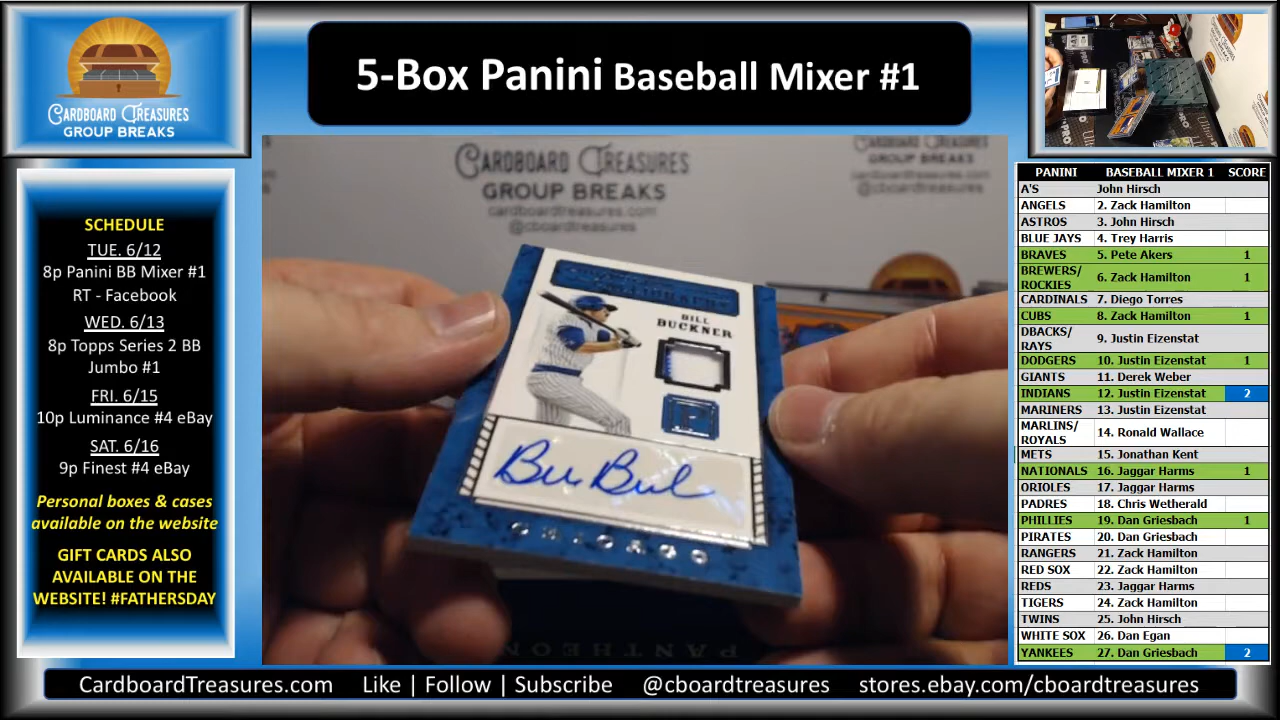 CARDBOARD TREASURES
GROUP BREAKS
5-Box Panini Baseball Mixer #1
SCHEDULE
TUE. 6/12
8p Panini BB Mixer #1
RT - Facebook
WED. 6/13
8p Topps Series 2 BB
Jumbo #1
FRI. 6/15
10p Luminance #4 eBay
SAT. 6/16
9p Finest #4 eBay
Personal boxes & cases
available on the website
GIFT CARDS ALSO
AVAILABLE ON THE
WEBSITE! #FATHERSDAY
CARDBOARD TREASURES
GROUP BREAKS
cardboardtreasures.com
@cboardtreasures
BILL
BUCKNER
CHICAGO
PANTHEON
PANINI BASEBALL MIXER 1 SCORE
A'S John Hirsch
ANGELS 2. Zack Hamilton
ASTROS 3. John Hirsch
BLUE JAYS 4. Trey Harris
BRAVES 5. Pete Akers 1
BREWERS/
ROCKIES 6. Zack Hamilton 1
CARDINALS 7. Diego Torres
CUBS 8. Zack Hamilton 1
DBACKS/
RAYS 9. Justin Eizenstat
DODGERS 10. Justin Eizenstat 1
GIANTS 11. Derek Weber
INDIANS 12. Justin Eizenstat 2
MARINERS 13. Justin Eizenstat
MARLINS/
ROYALS 14. Ronald Wallace
METS 15. Jonathan Kent
NATIONALS 16. Jaggar Harms 1
ORIOLES 17. Jaggar Harms
PADRES 18. Chris Wetherald
PHILLIES 19. Dan Griesbach 1
PIRATES 20. Dan Griesbach
RANGERS 21. Zack Hamilton
RED SOX 22. Zack Hamilton
REDS 23. Jaggar Harms
TIGERS 24. Zack Hamilton
TWINS 25. John Hirsch
WHITE SOX 26. Dan Egan
YANKEES 27. Dan Griesbach 2
CardboardTreasures.com Like | Follow | Subscribe @cboardtreasures stores.ebay.com/cboardtreasures